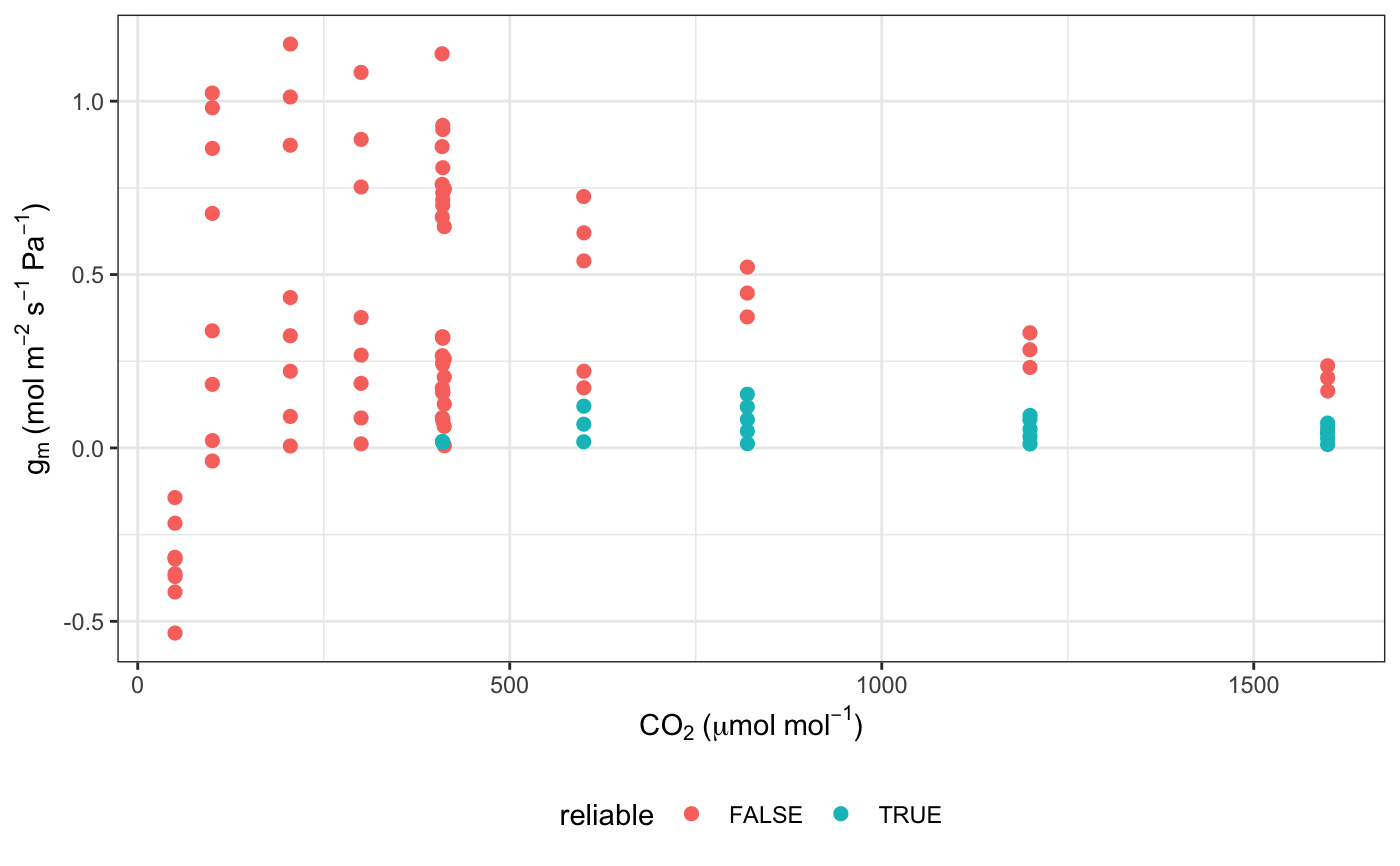 1.0
0.5
0.0
-0.5
gₘ (mol m⁻² s⁻¹ Pa⁻¹)
0 500 1000 1500
CO₂ (μmol mol⁻¹)
reliable FALSE TRUE